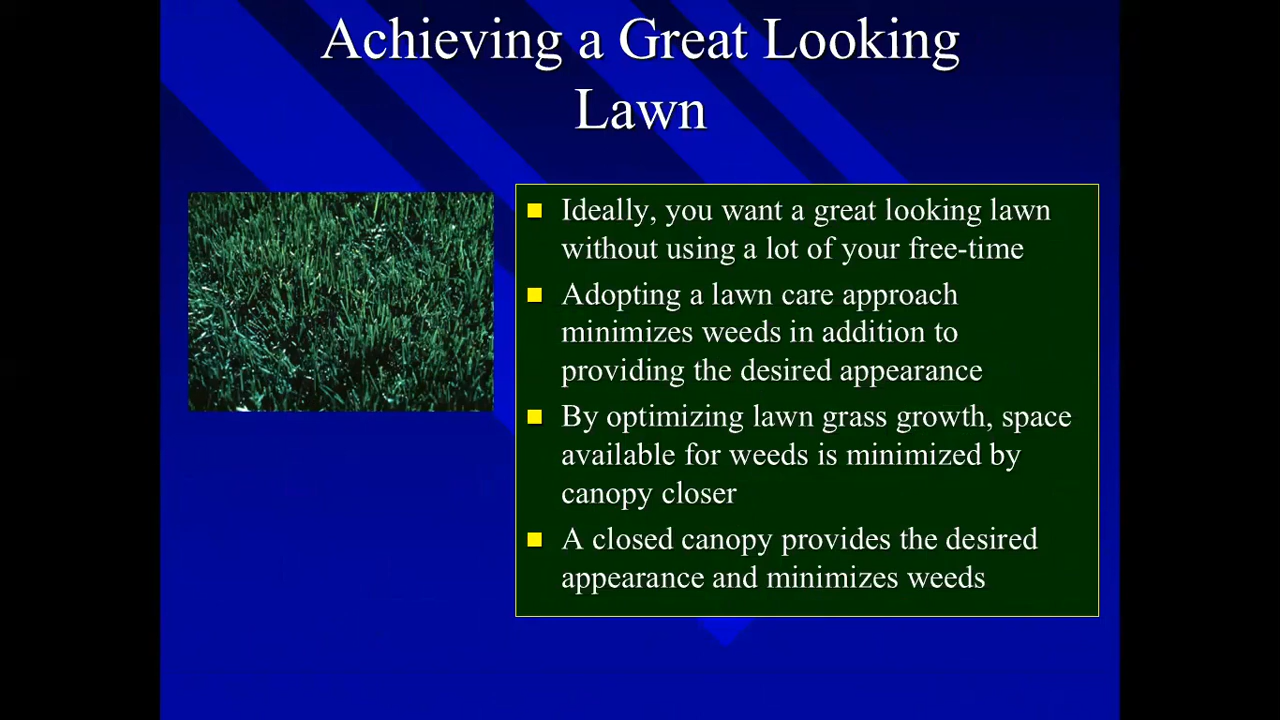 Achieving a Great Looking
Lawn
Ideally, you want a great looking lawn
without using a lot of your free-time
Adopting a lawn care approach
minimizes weeds in addition to
providing the desired appearance
By optimizing lawn grass growth, space
available for weeds is minimized by
canopy closer
A closed canopy provides the desired
appearance and minimizes weeds